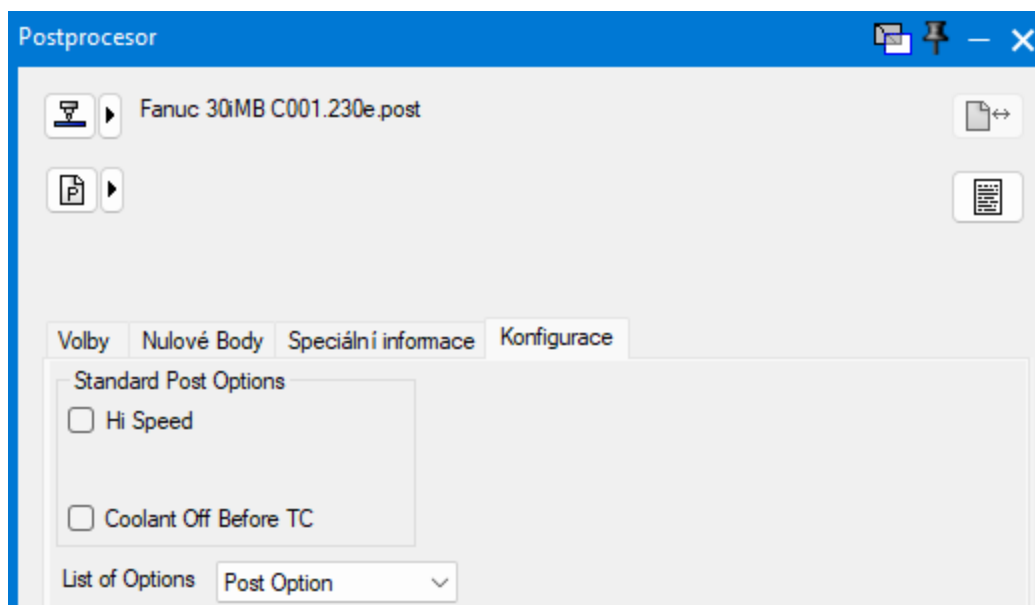 Postprocesor
Fanuc 30iMB C001.230e.post
Volby Nulové Body Speciální informace Konfigurace
Standard Post Options
Hi Speed
Coolant Off Before TC
List of Options Post Option